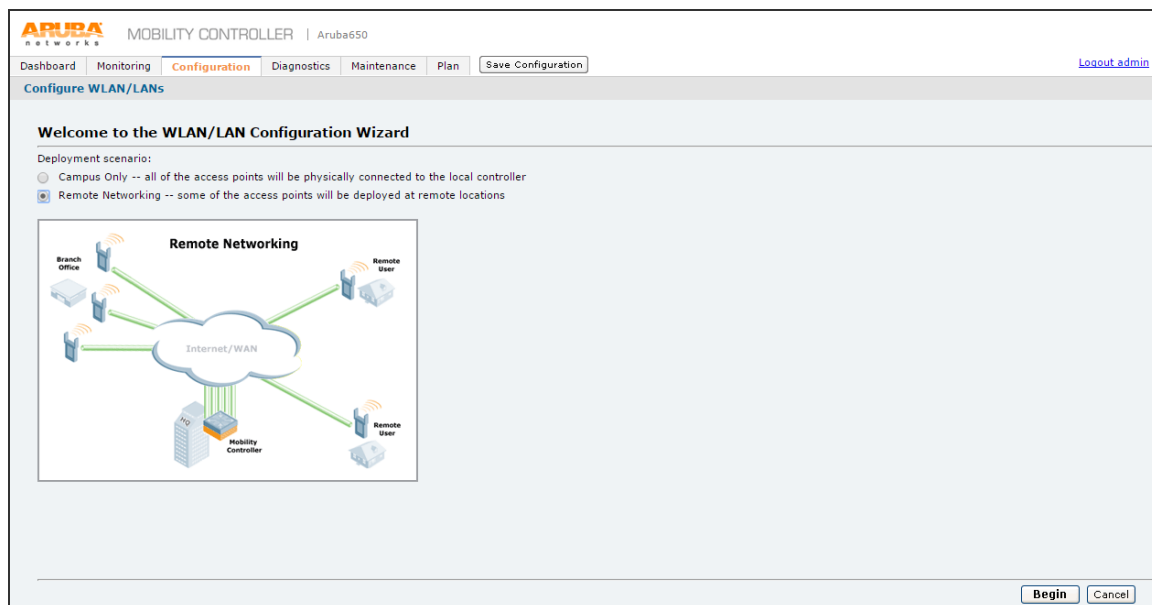 ARUBA
networks
MOBILITY CONTROLLER | Aruba650
Dashboard Monitoring Configuration Diagnostics Maintenance Plan Save Configuration Logout admin
Configure WLAN/LANs
Welcome to the WLAN/LAN Configuration Wizard
Deployment scenario:
Campus Only -- all of the access points will be physically connected to the local controller
Remote Networking -- some of the access points will be deployed at remote locations
Remote Networking
Branch
Office
Remote
User
Internet/WAN
HQ
Mobility
Controller
Remote
User
Begin Cancel